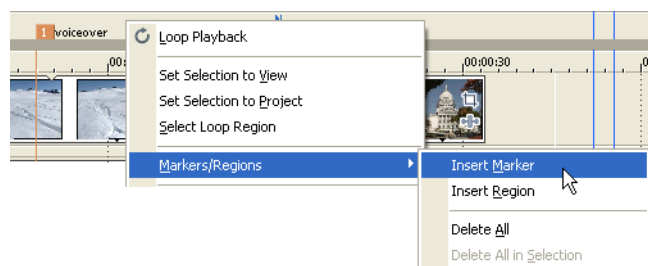 1 voiceover
Loop Playback
00:
00:00:30
Set Selection to View
Set Selection to Project
Select Loop Region
Markers/Regions
Insert Marker
Insert Region
Delete All
Delete All in Selection